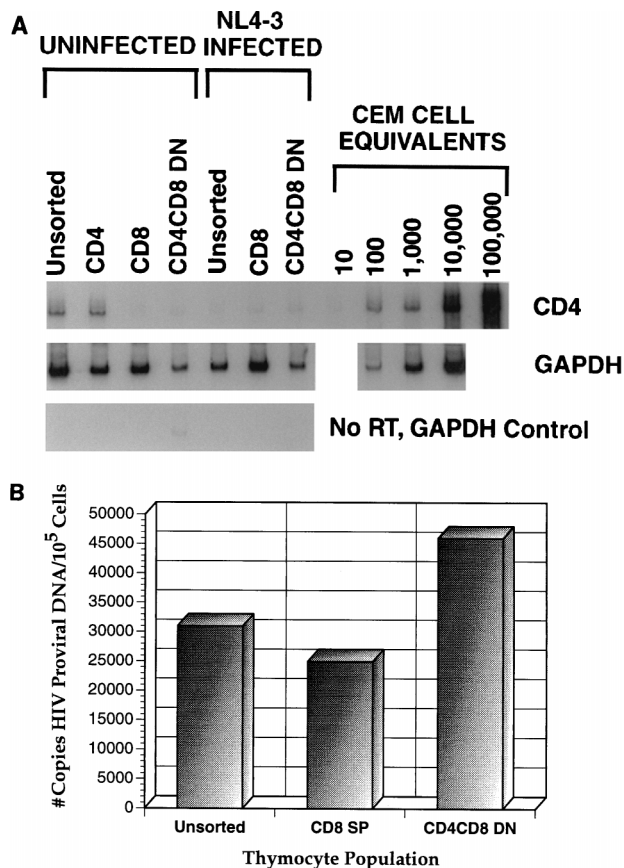 A
UNINFECTED
NL4-3
INFECTED
CEM CELL
EQUIVALENTS
Unsorted
CD4
CD8
CD4CD8 DN
Unsorted
CD8
CD4CD8 DN
10
100
1,000
10,000
100,000
CD4
GAPDH
No RT, GAPDH Control
B
#Copies HIV Proviral DNA/10⁵ Cells
50000
45000
40000
35000
30000
25000
20000
15000
10000
5000
0
Unsorted
CD8 SP
CD4CD8 DN
Thymocyte Population